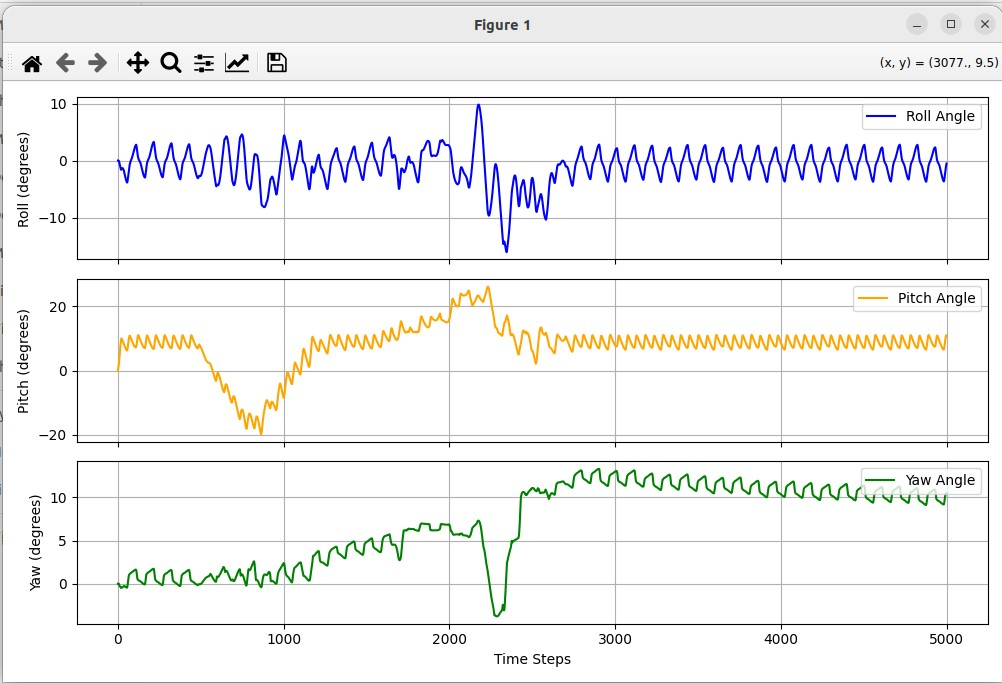 Figure 1
(x, y) = (3077., 9.5)
Roll (degrees)
10
0
−10
Roll Angle
Pitch (degrees)
20
0
−20
Pitch Angle
Yaw (degrees)
10
5
0
Yaw Angle
0 1000 2000 3000 4000 5000
Time Steps